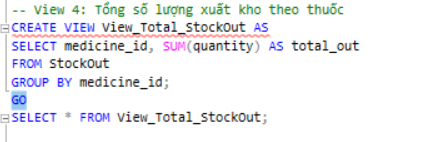 -- View 4: Tổng số lượng xuất kho theo thuốc
CREATE VIEW View_Total_StockOut AS
SELECT medicine_id, SUM(quantity) AS total_out
FROM StockOut
GROUP BY medicine_id;
GO
SELECT * FROM View_Total_StockOut;